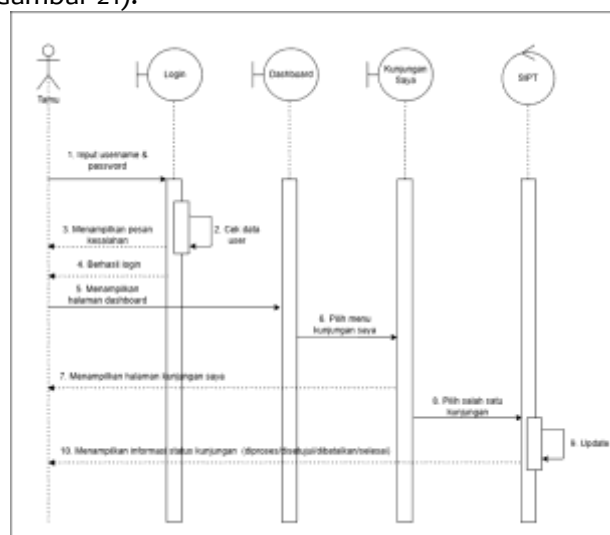 Gambar 21).
Login
Dashboard
Kunjungan
Saya
SIPT
Tamu
1. Input username &
password
2. Cek data
user
3. Menampilkan pesan
kesalahan
4. Berhasil login
5. Menampilkan
halaman dashboard
6. Pilih menu
kunjungan saya
7. Menampilkan halaman kunjungan saya
8. Pilih salah satu
kunjungan
9. Update
10. Menampilkan informasi status kunjungan (diproses/disetujui/dibatalkan/selesai)